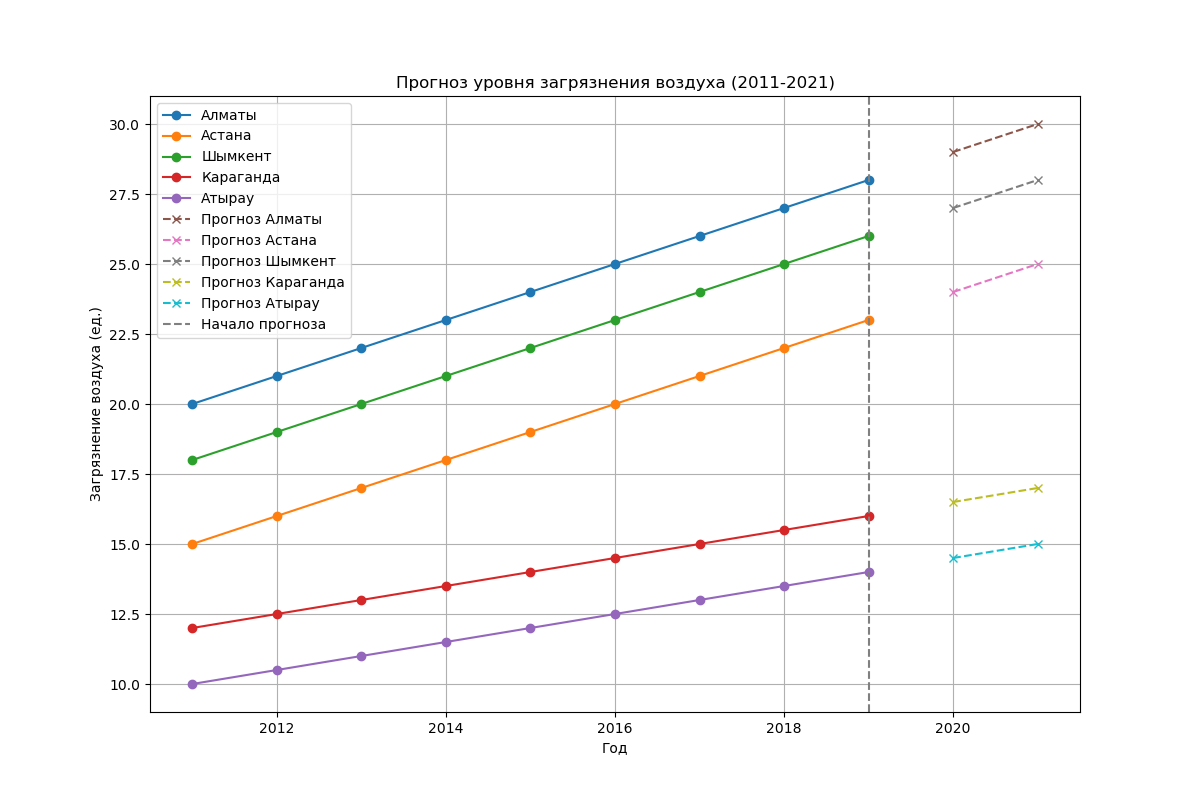 Прогноз уровня загрязнения воздуха (2011-2021)
Алматы
Астана
Шымкент
Караганда
Атырау
Прогноз Алматы
Прогноз Астана
Прогноз Шымкент
Прогноз Караганда
Прогноз Атырау
Начало прогноза
Загрязнение воздуха (ед.)
30.0
27.5
25.0
22.5
20.0
17.5
15.0
12.5
10.0
2012 2014 2016 2018 2020
Год